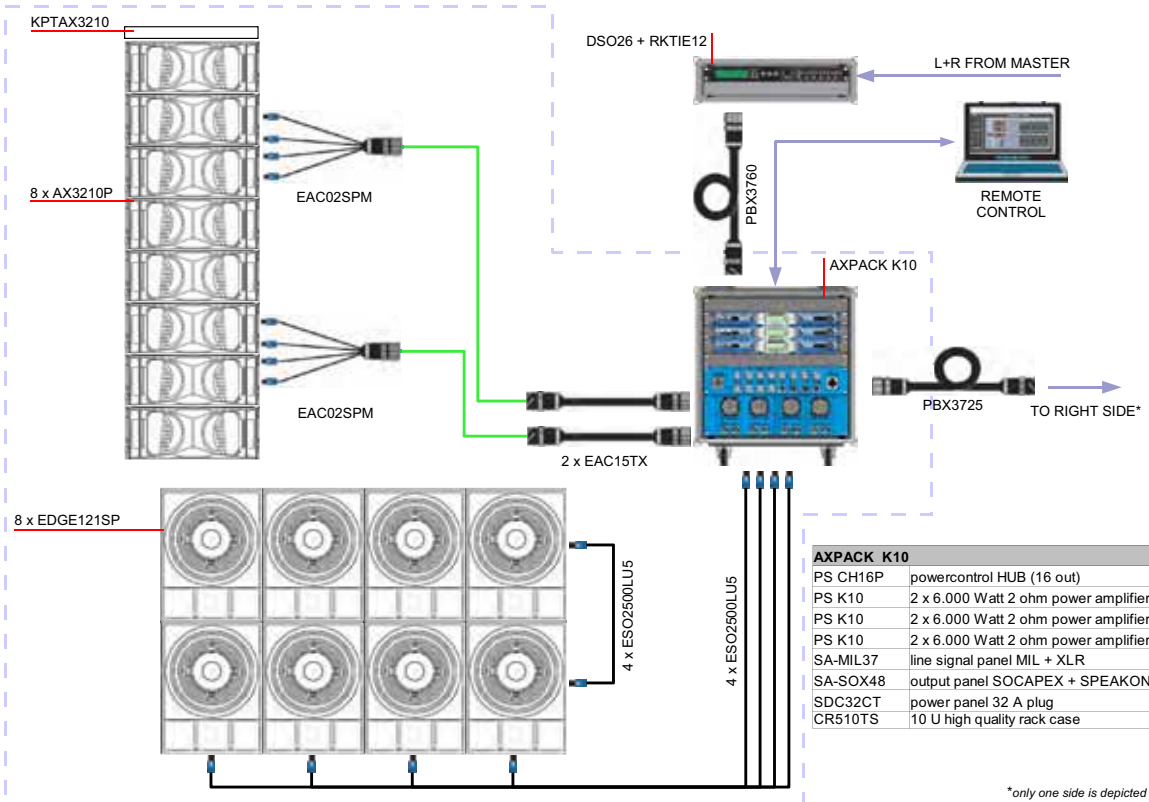 KPTAX3210
DSO26 + RKTIE12
L+R FROM MASTER
8 x AX3210P
EAC02SPM
PBX3760
REMOTE
CONTROL
AXPACK K10
EAC02SPM
2 x EAC15TX
PBX3725
TO RIGHT SIDE*
8 x EDGE121SP
4 x ESO2500LU5
4 x ESO2500LU5
AXPACK K10
PS CH16P powercontrol HUB (16 out)
PS K10 2 x 6.000 Watt 2 ohm power amplifier
PS K10 2 x 6.000 Watt 2 ohm power amplifier
PS K10 2 x 6.000 Watt 2 ohm power amplifier
SA-MIL37 line signal panel MIL + XLR
SA-SOX48 output panel SOCAPEX + SPEAKON
SDC32CT power panel 32 A plug
CR510TS 10 U high quality rack case
*only one side is depicted